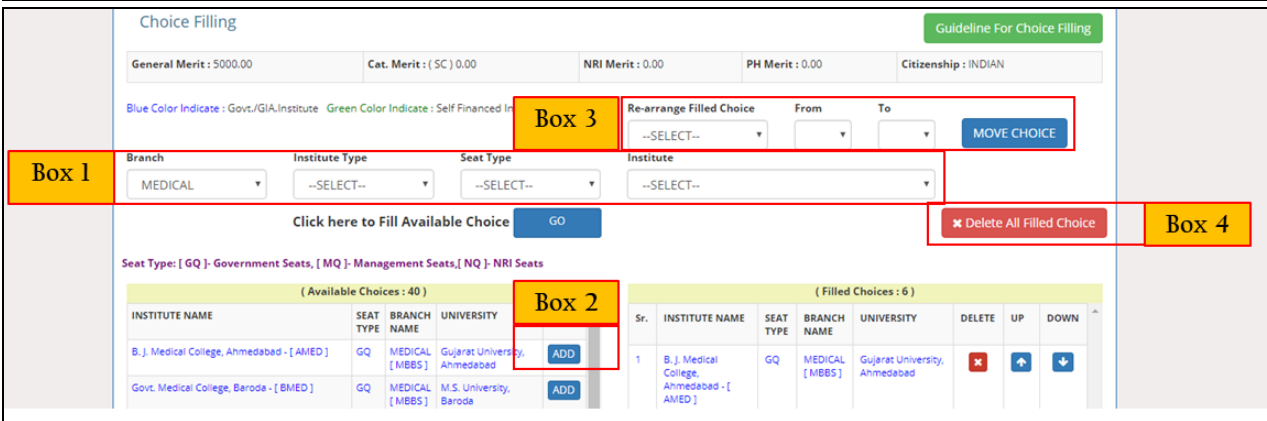 Choice Filling
Guideline For Choice Filling
General Merit : 5000.00 Cat. Merit : ( SC ) 0.00 NRI Merit : 0.00 PH Merit : 0.00 Citizenship : INDIAN
Blue Color Indicate : Govt./GIA.Institute Green Color Indicate : Self Financed In
Box 3
Re-arrange Filled Choice From To
--SELECT-- MOVE CHOICE
Box 1
Branch Institute Type Seat Type Institute
MEDICAL --SELECT-- --SELECT-- --SELECT--
Click here to Fill Available Choice GO
✖ Delete All Filled Choice
Box 4
Seat Type: [ GQ ]- Government Seats, [ MQ ]- Management Seats,[ NQ ]- NRI Seats
( Available Choices : 40 )
Box 2
INSTITUTE NAME SEAT TYPE BRANCH NAME UNIVERSITY
B. J. Medical College, Ahmedabad - [ AMED ] GQ MEDICAL [ MBBS ] Gujarat University, Ahmedabad ADD
Govt. Medical College, Baroda - [ BMED ] GQ MEDICAL [ MBBS ] M.S. University, Baroda ADD
( Filled Choices : 6 )
Sr. INSTITUTE NAME SEAT TYPE BRANCH NAME UNIVERSITY DELETE UP DOWN
1 B. J. Medical College, Ahmedabad - [ AMED ] GQ MEDICAL [ MBBS ] Gujarat University, Ahmedabad